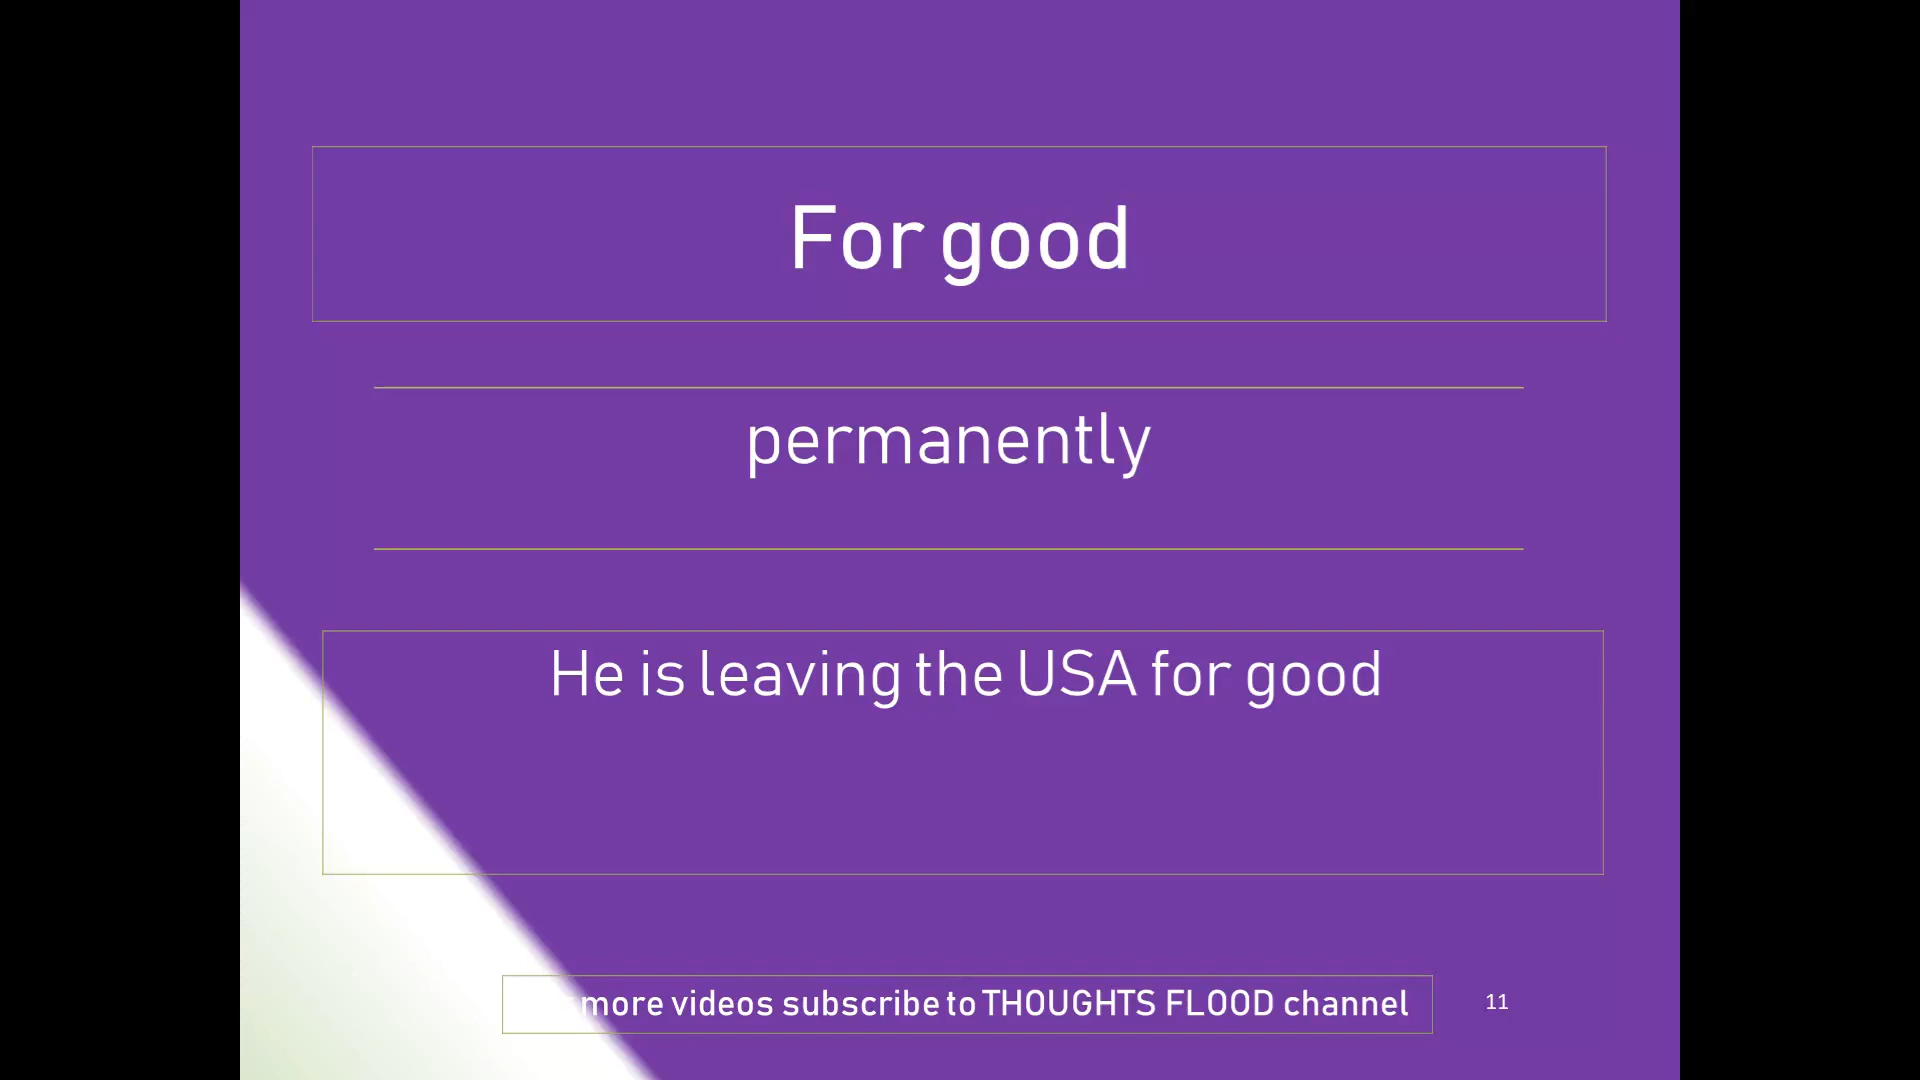 For good
permanently
He is leaving the USA for good
more videos subscribe to THOUGHTS FLOOD channel
11